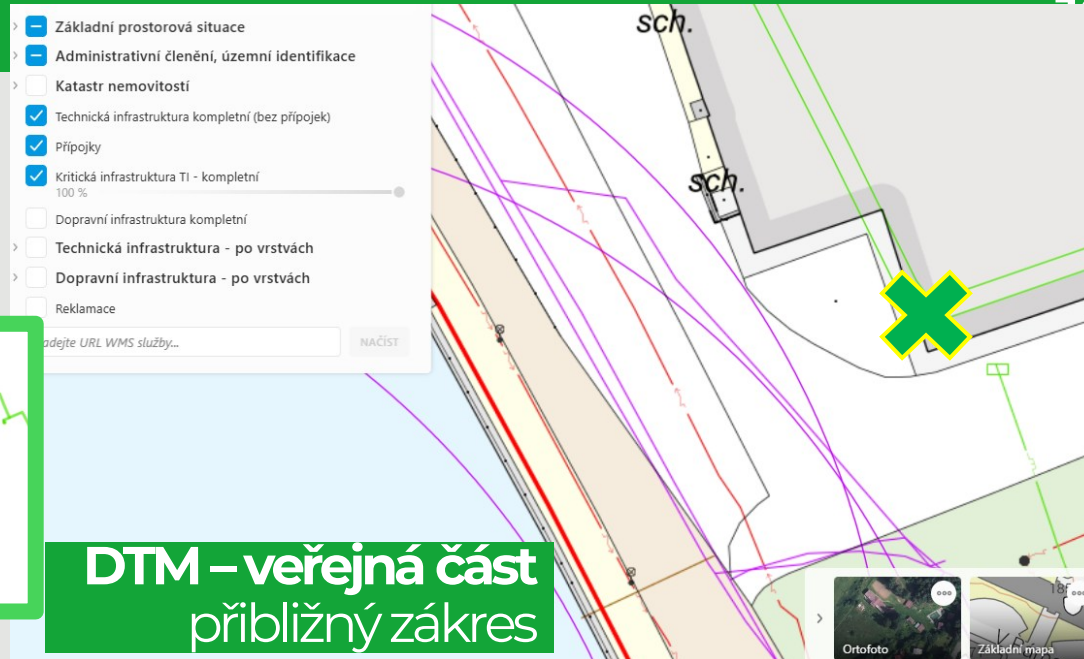 sch.
Základní prostorová situace
Administrativní členění, územní identifikace
Katastr nemovitostí
Technická infrastruktura kompletní (bez přípojek)
Přípojky
Kritická infrastruktura TI - kompletní
100 %
sch.
Dopravní infrastruktura kompletní
Technická infrastruktura - po vrstvách
Dopravní infrastruktura - po vrstvách
Reklamace
adejte URL WMS služby...
NAČÍST
DTM – veřejná část
přibližný zákres
Ortofoto
Základní mapa